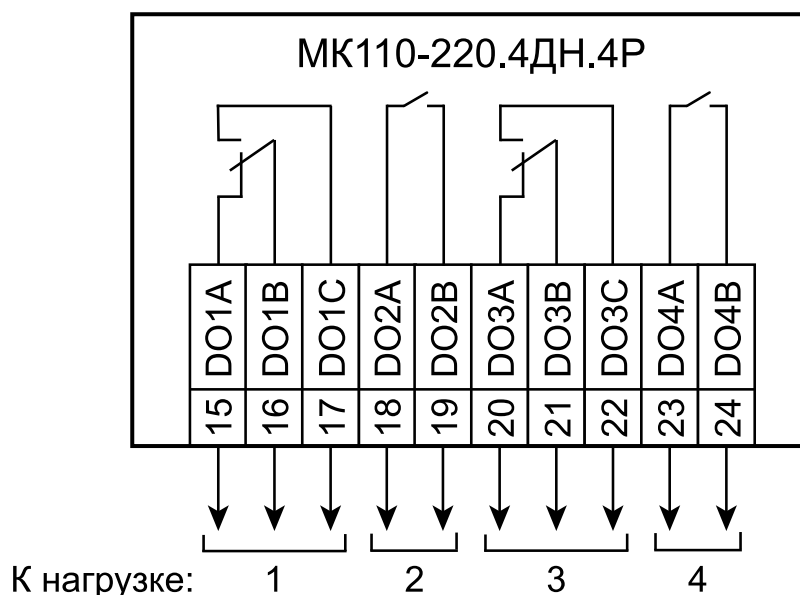 МК110-220.4ДН.4Р
DO1A DO1B DO1C DO2A DO2B DO3A DO3B DO3C DO4A DO4B
15 16 17 18 19 20 21 22 23 24
К нагрузке: 1 2 3 4